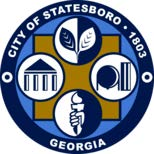 CITY OF STATESBORO • 1803
GEORGIA